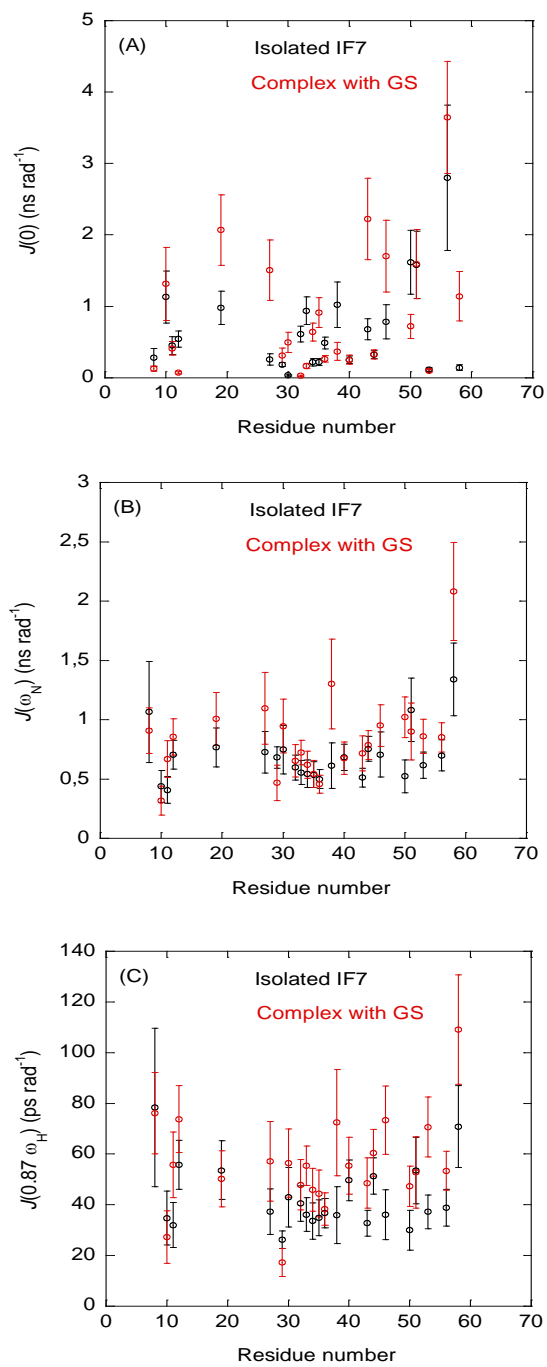 (A)
Isolated IF7
Complex with GS
J(0) (ns rad⁻¹)
5
4
3
2
1
0
0 10 20 30 40 50 60 70
Residue number
(B)
Isolated IF7
Complex with GS
J(ω_N) (ns rad⁻¹)
3
2,5
2
1,5
1
0,5
0
0 10 20 30 40 50 60 70
Residue number
(C)
Isolated IF7
Complex with GS
J(0.87 ω_H) (ps rad⁻¹)
140
120
100
80
60
40
20
0
0 10 20 30 40 50 60 70
Residue number